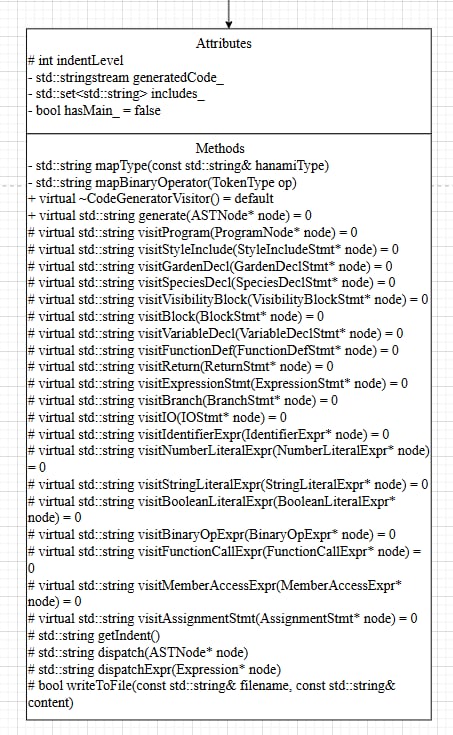 Attributes
# int indentLevel
- std::stringstream generatedCode_
- std::set<std::string> includes_
- bool hasMain_ = false
Methods
- std::string mapType(const std::string& hanamiType)
- std::string mapBinaryOperator(TokenType op)
+ virtual ~CodeGeneratorVisitor() = default
+ virtual std::string generate(ASTNode* node) = 0
# virtual std::string visitProgram(ProgramNode* node) = 0
# virtual std::string visitStyleInclude(StyleIncludeStmt* node) = 0
# virtual std::string visitGardenDecl(GardenDeclStmt* node) = 0
# virtual std::string visitSpeciesDecl(SpeciesDeclStmt* node) = 0
# virtual std::string visitVisibilityBlock(VisibilityBlockStmt* node) = 0
# virtual std::string visitBlock(BlockStmt* node) = 0
# virtual std::string visitVariableDecl(VariableDeclStmt* node) = 0
# virtual std::string visitFunctionDef(FunctionDefStmt* node) = 0
# virtual std::string visitReturn(ReturnStmt* node) = 0
# virtual std::string visitExpressionStmt(ExpressionStmt* node) = 0
# virtual std::string visitBranch(BranchStmt* node) = 0
# virtual std::string visitIO(IOStmt* node) = 0
# virtual std::string visitIdentifierExpr(IdentifierExpr* node) = 0
# virtual std::string visitNumberLiteralExpr(NumberLiteralExpr* node)
= 0
# virtual std::string visitStringLiteralExpr(StringLiteralExpr* node) = 0
# virtual std::string visitBooleanLiteralExpr(BooleanLiteralExpr*
node) = 0
# virtual std::string visitBinaryOpExpr(BinaryOpExpr* node) = 0
# virtual std::string visitFunctionCallExpr(FunctionCallExpr* node) =
0
# virtual std::string visitMemberAccessExpr(MemberAccessExpr*
node) = 0
# virtual std::string visitAssignmentStmt(AssignmentStmt* node) = 0
# std::string getIndent()
# std::string dispatch(ASTNode* node)
# std::string dispatchExpr(Expression* node)
# bool writeToFile(const std::string& filename, const std::string&
content)